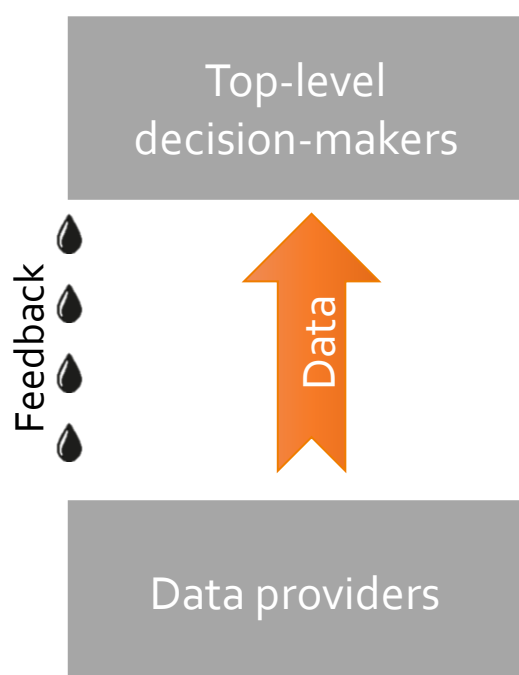 Top-level
decision-makers
Feedback
Data
Data providers